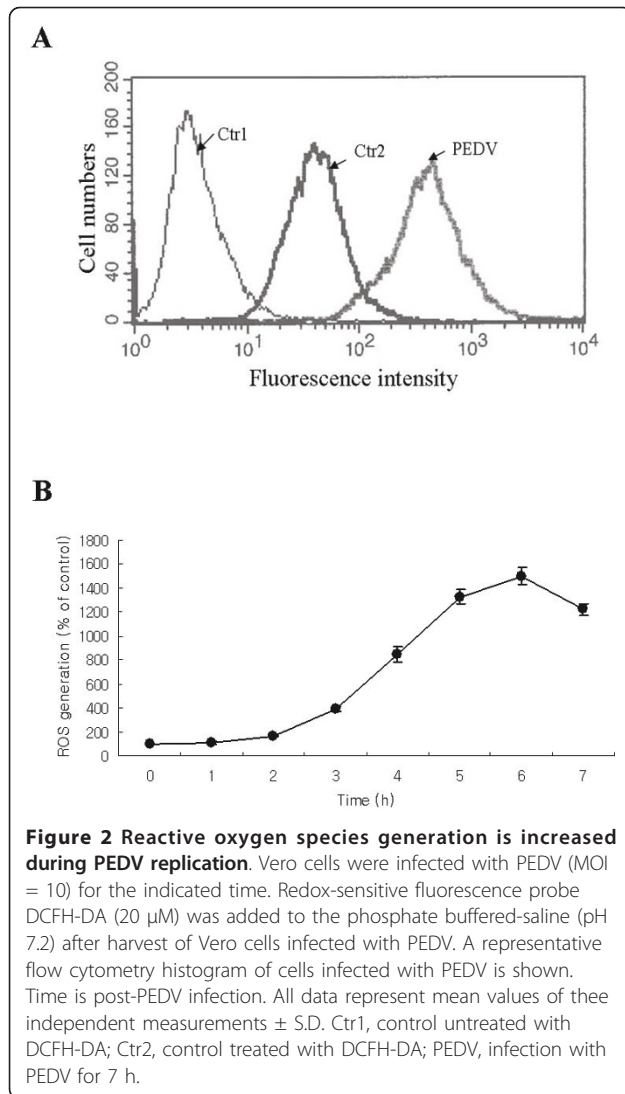 A
200
160
120
80
40
0
Cell numbers
Ctr1
Ctr2
PEDV
10^0 10^1 10^2 10^3 10^4
Fluorescence intensity
B
1800
1600
1400
1200
1000
800
600
400
200
0
ROS generation (% of control)
0 1 2 3 4 5 6 7
Time (h)
Figure 2 Reactive oxygen species generation is increased
during PEDV replication. Vero cells were infected with PEDV (MOI
= 10) for the indicated time. Redox-sensitive fluorescence probe
DCFH-DA (20 μM) was added to the phosphate buffered-saline (pH
7.2) after harvest of Vero cells infected with PEDV. A representative
flow cytometry histogram of cells infected with PEDV is shown.
Time is post-PEDV infection. All data represent mean values of thee
independent measurements ± S.D. Ctr1, control untreated with
DCFH-DA; Ctr2, control treated with DCFH-DA; PEDV, infection with
PEDV for 7 h.